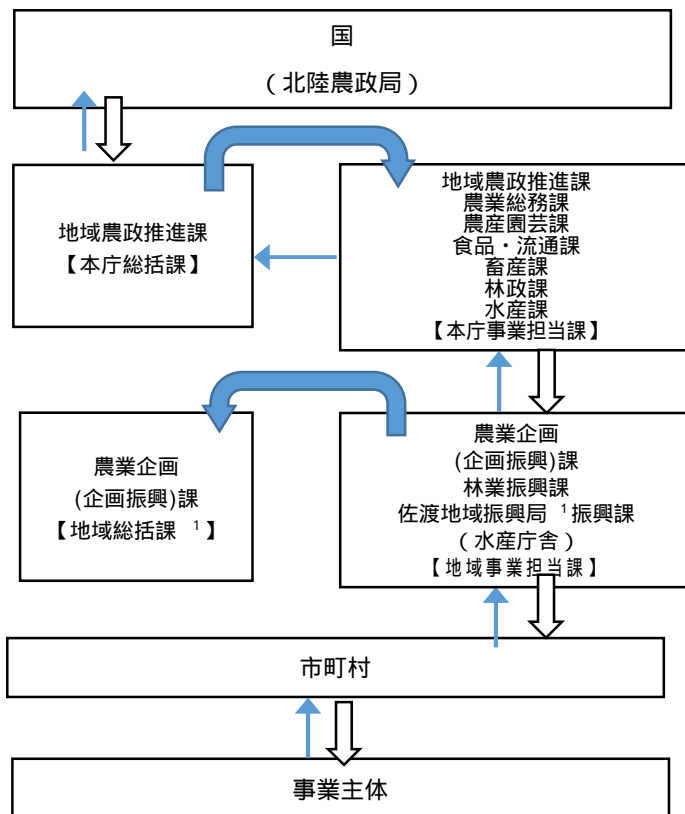 国
（北陸農政局）
地域農政推進課
【本庁総括課】
地域農政推進課
農業総務課
農産園芸課
食品・流通課
畜産課
林政課
水産課
【本庁事業担当課】
農業企画
(企画振興)課
【地域総括課 1 】
農業企画
(企画振興)課
林業振興課
佐渡地域振興局 1 振興課
（水産庁舎）
【地域事業担当課】
市町村
事業主体